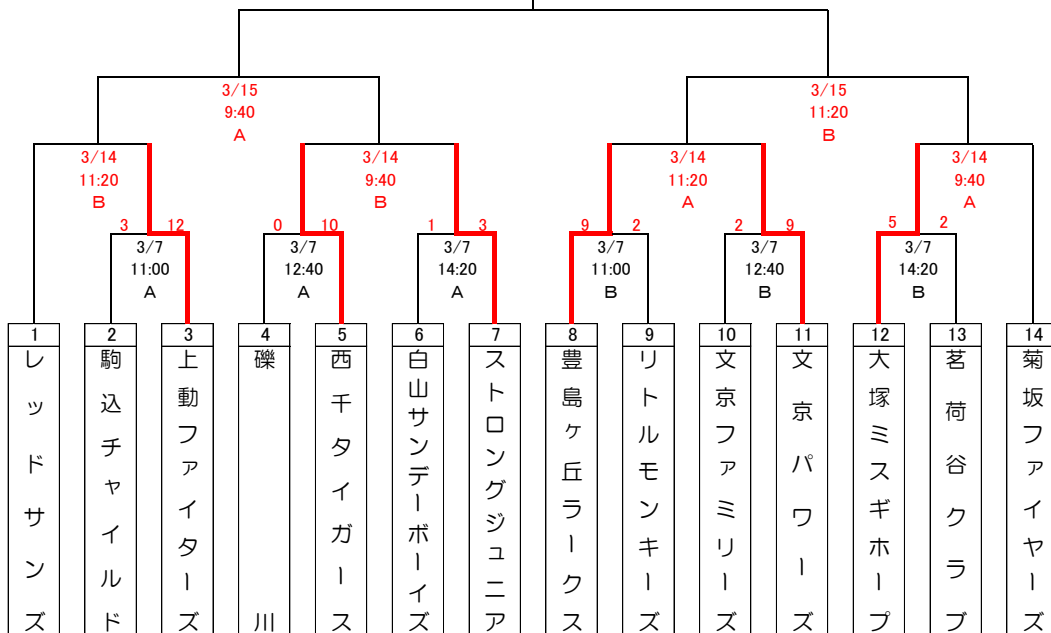 3/15
9:40
A
3/15
11:20
B
3/14
11:20
B
3/14
9:40
B
3/14
11:20
A
3/14
9:40
A
3 12
3/7
11:00
A
0 10
3/7
12:40
A
1 3
3/7
14:20
A
9 2
3/7
11:00
B
2 9
3/7
12:40
B
5 2
3/7
14:20
B
1
レッドサンズ
2
駒込チャイルド
3
上動ファイターズ
4
礫川
5
西千タイガース
6
白山サンデーボーイズ
7
ストロングジュニア
8
豊島ヶ丘ラークス
9
リトルモンキーズ
10
文京ファミリーズ
11
文京パワーズ
12
大塚ミスギホープ
13
茗荷谷クラブ
14
菊坂ファイヤーズ